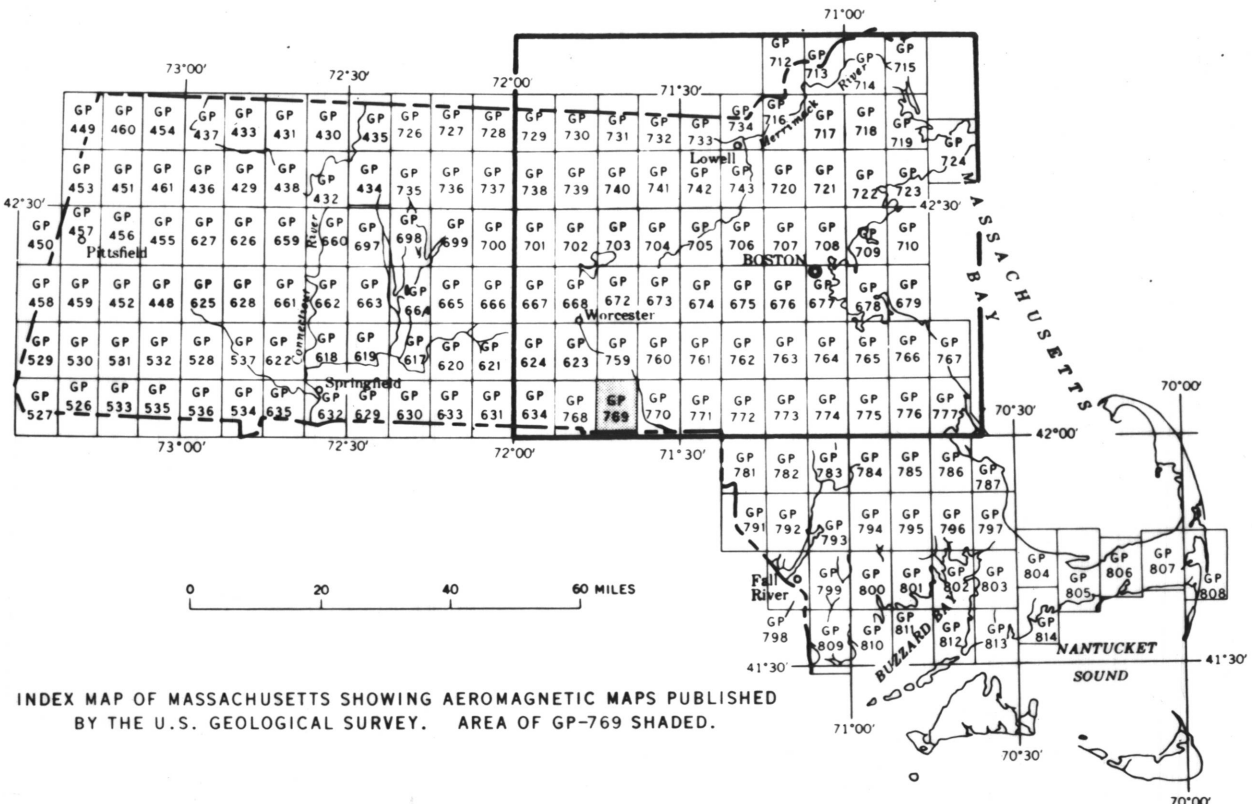 71°00'
GP 712 GP 713 GP 714 GP 715
73°00' 72°30' 72°00' 71°30'
River
GP 449 GP 460 GP 454 GP 437 GP 433 GP 431 GP 430 GP 435 GP 726 GP 727 GP 728 GP 729 GP 730 GP 731 GP 732 GP 733 GP 734 GP 716 GP 717 GP 718 GP 719
Merrimack
Lowell
GP 724
GP 453 GP 451 GP 461 GP 436 GP 429 GP 438 GP 432 GP 434 GP 735 GP 736 GP 737 GP 738 GP 739 GP 740 GP 741 GP 742 GP 743 GP 720 GP 721 GP 722 GP 723
42°30' 42°30'
MASSACHUSETTS
BAY
GP 450 GP 457 GP 456 GP 455 GP 627 GP 626 GP 659 GP 660 GP 697 GP 698 GP 699 GP 700 GP 701 GP 702 GP 703 GP 704 GP 705 GP 706 GP 707 GP 708 GP 709 GP 710
Pittsfield
River
BOSTON
GP 458 GP 459 GP 452 GP 448 GP 625 GP 628 GP 661 GP 662 GP 663 GP 664 GP 665 GP 666 GP 667 GP 668 GP 672 GP 673 GP 674 GP 675 GP 676 GP 677 GP 678 GP 679
Connecticut
Worcester
GP 529 GP 530 GP 531 GP 532 GP 528 GP 537 GP 622 GP 618 GP 619 GP 617 GP 620 GP 621 GP 624 GP 623 GP 759 GP 760 GP 761 GP 762 GP 763 GP 764 GP 765 GP 766 GP 767
Springfield
GP 527 GP 526 GP 533 GP 535 GP 536 GP 534 GP 635 GP 632 GP 629 GP 630 GP 633 GP 631 GP 634 GP 768 GP 769 GP 770 GP 771 GP 772 GP 773 GP 774 GP 775 GP 776 GP 777
70°30' 70°00'
42°00'
73°00' 72°30' 72°00' 71°30'
GP 781 GP 782 GP 783 GP 784 GP 785 GP 786 GP 787
GP 791 GP 792 GP 793 GP 794 GP 795 GP 796 GP 797
Fall
River
GP 799 GP 800 GP 801 GP 802 GP 803 GP 804 GP 805 GP 806 GP 807 GP 808
GP 798 GP 809 GP 810 GP 811 GP 812 GP 813 GP 814
BUZZARD BAY
NANTUCKET
SOUND
41°30' 41°30'
0 20 40 60 MILES
INDEX MAP OF MASSACHUSETTS SHOWING AEROMAGNETIC MAPS PUBLISHED
BY THE U.S. GEOLOGICAL SURVEY. AREA OF GP-769 SHADED.
71°00'
70°30'
70°00'